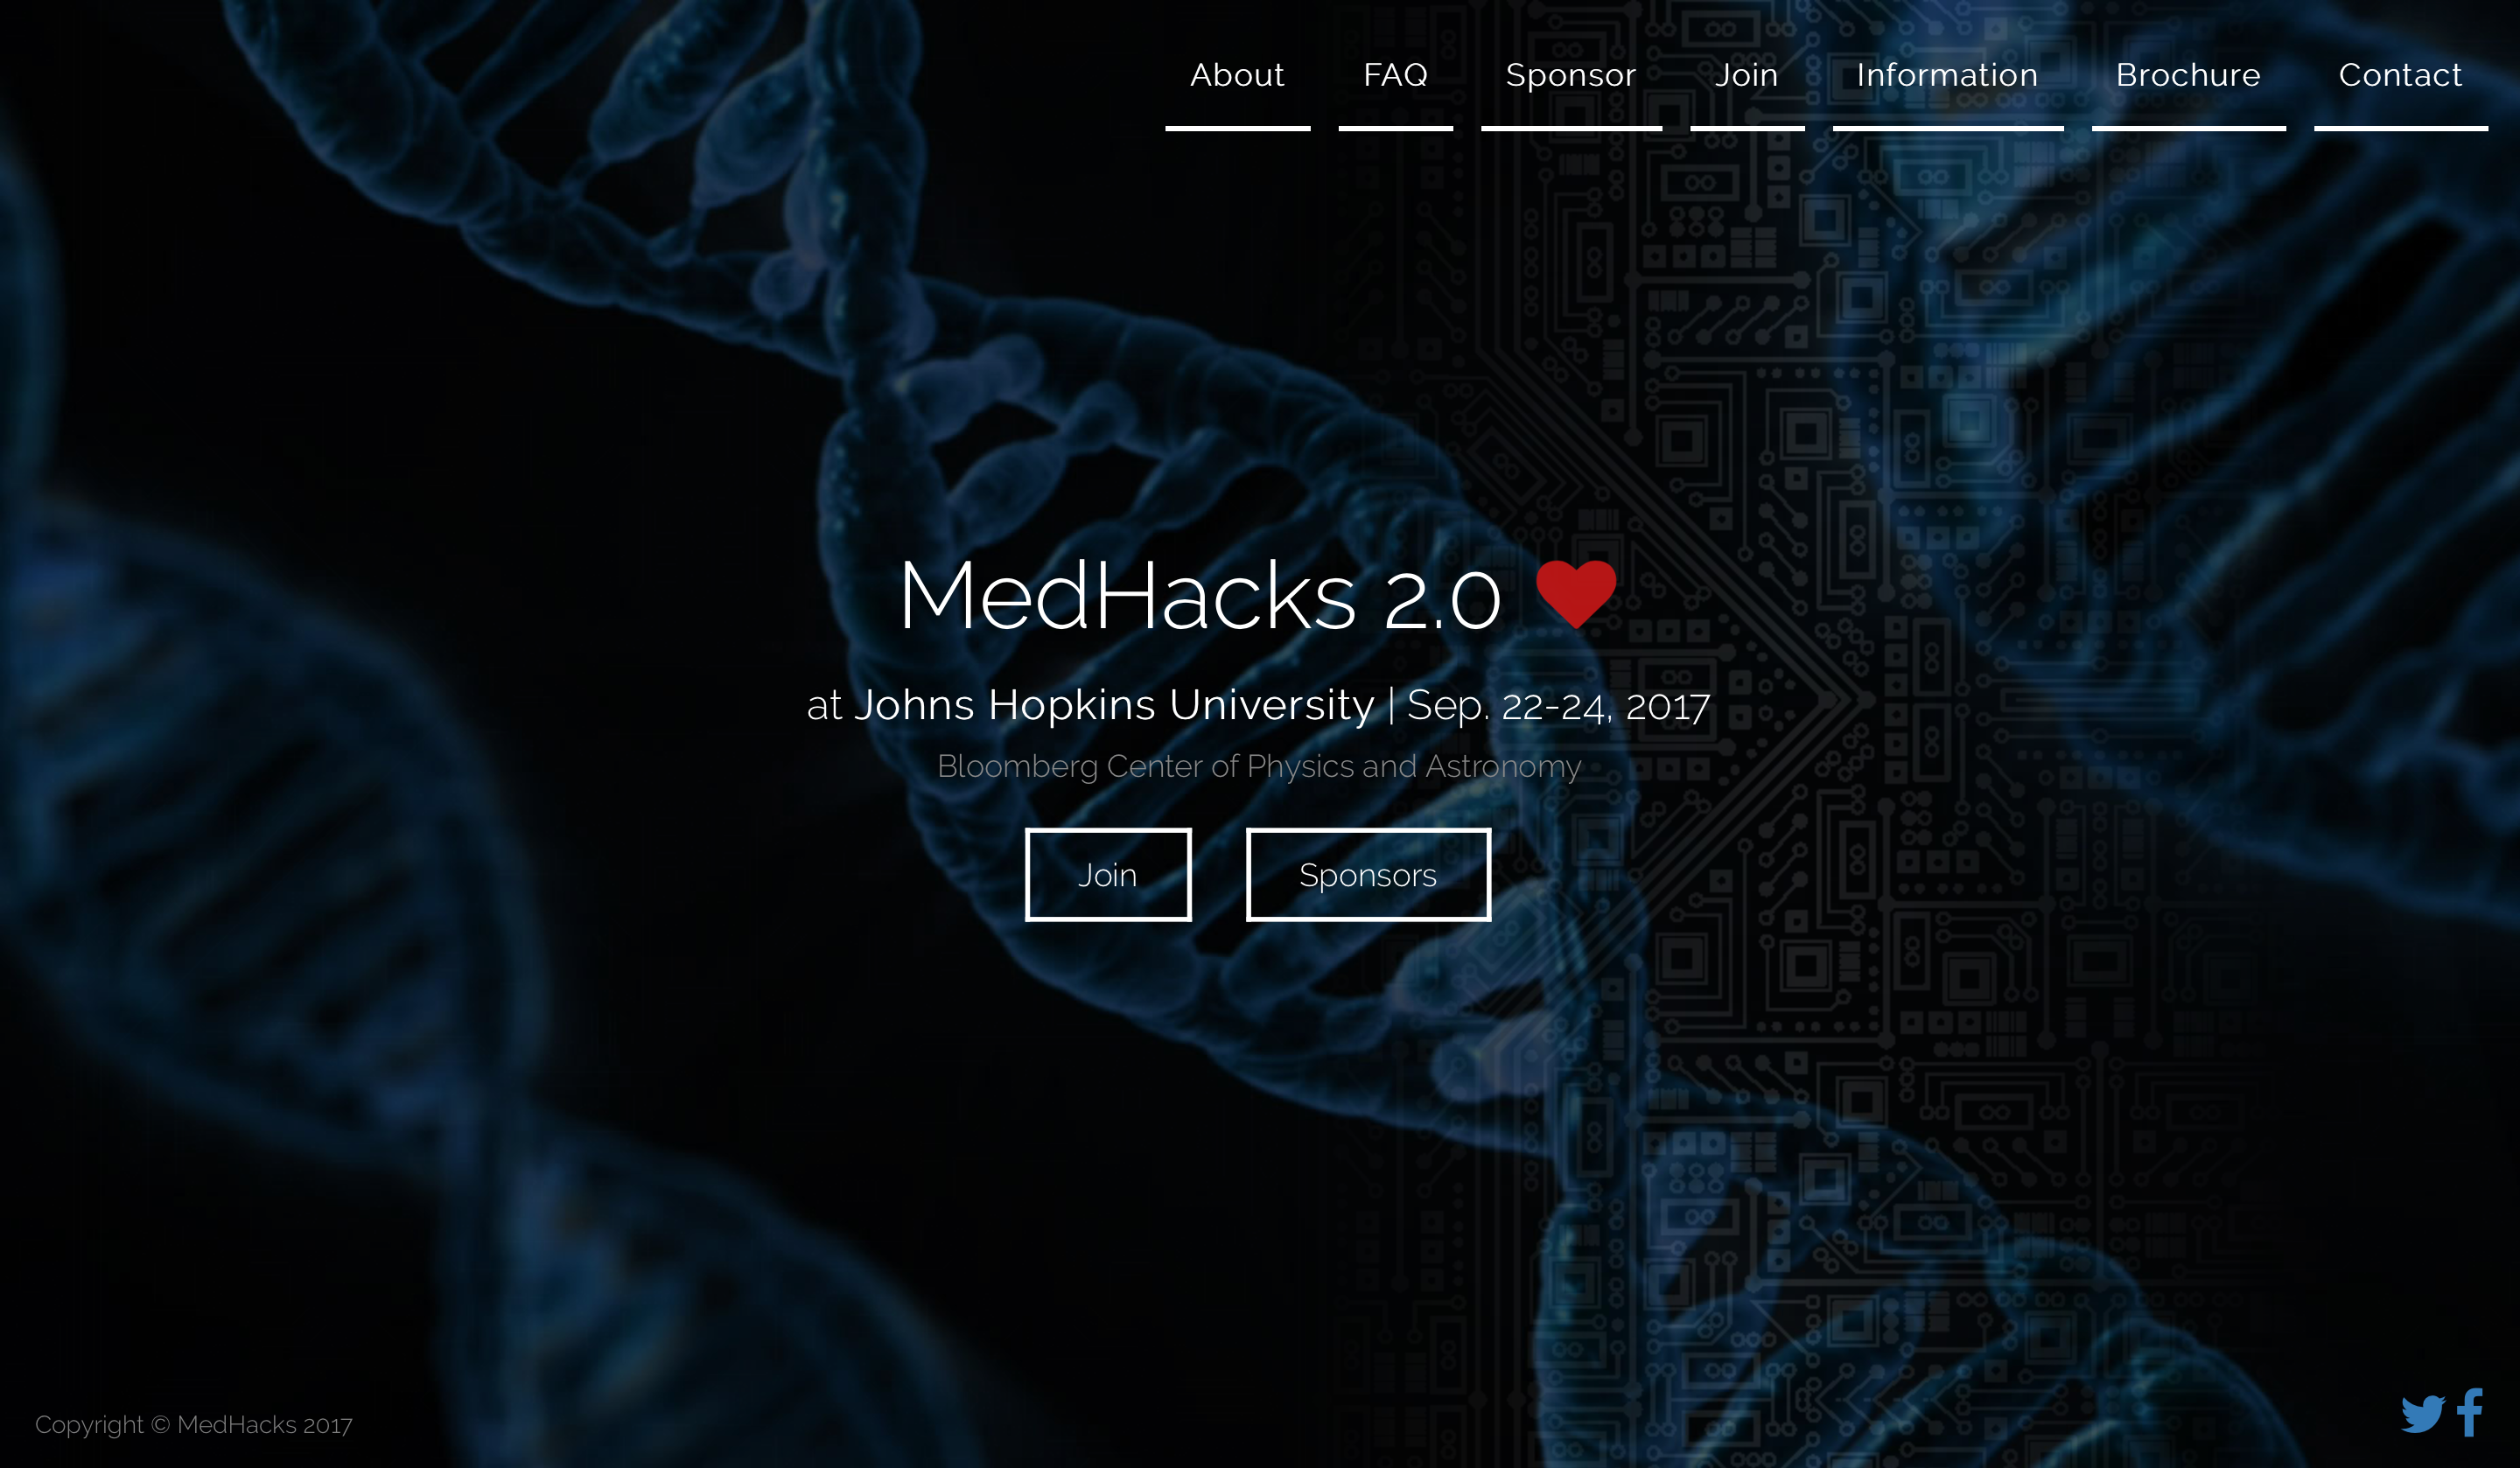 About FAQ Sponsor Join Information Brochure Contact
MedHacks 2.0
at Johns Hopkins University | Sep. 22-24, 2017
Bloomberg Center of Physics and Astronomy
Join Sponsors
Copyright © MedHacks 2017